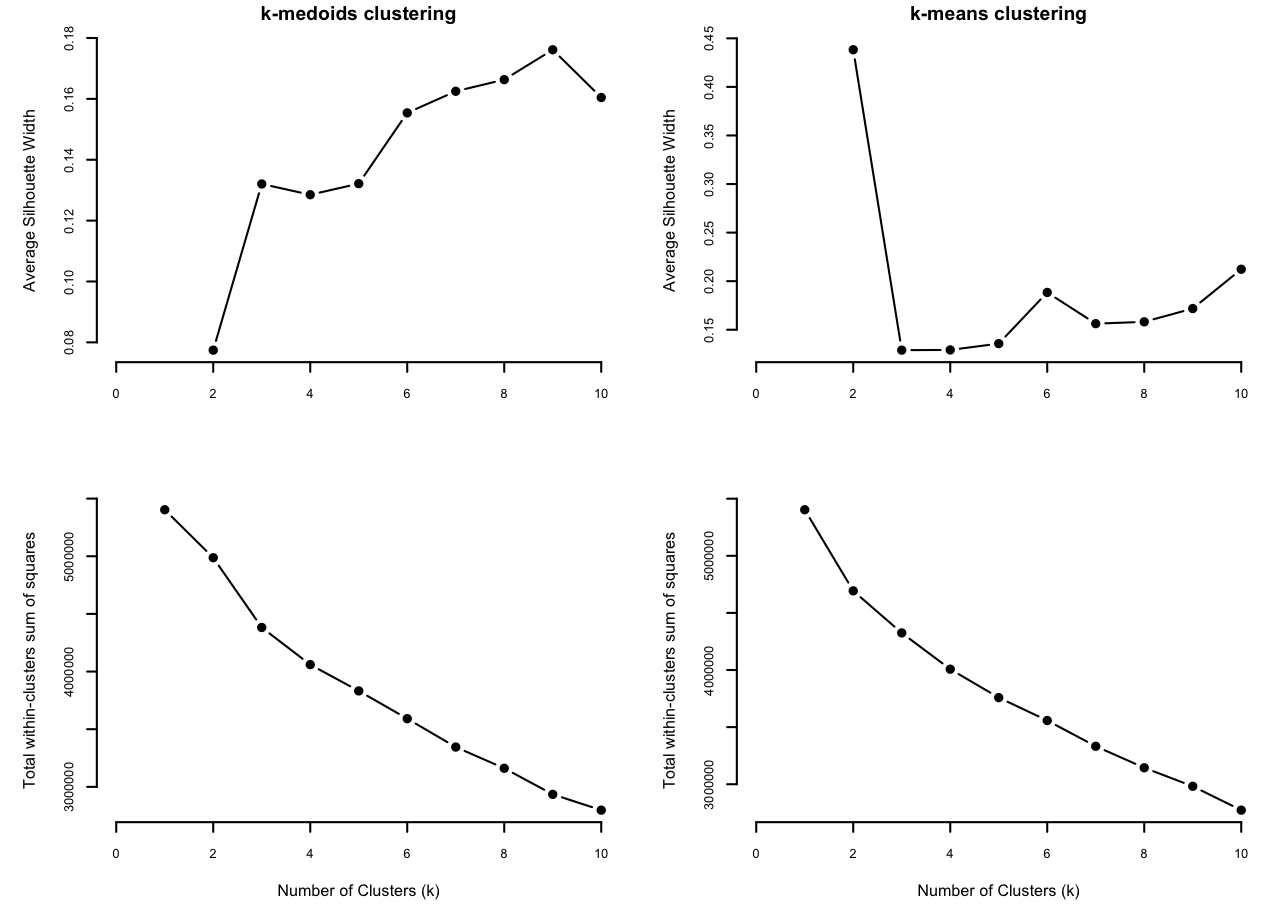 k-medoids clustering
k-means clustering
Average Silhouette Width
0.18
0.16
0.14
0.12
0.10
0.08
0 2 4 6 8 10
Average Silhouette Width
0.45
0.40
0.35
0.30
0.25
0.20
0.15
0 2 4 6 8 10
Total within-clusters sum of squares
5000000
4000000
3000000
0 2 4 6 8 10
Number of Clusters (k)
Total within-clusters sum of squares
5000000
4000000
3000000
0 2 4 6 8 10
Number of Clusters (k)